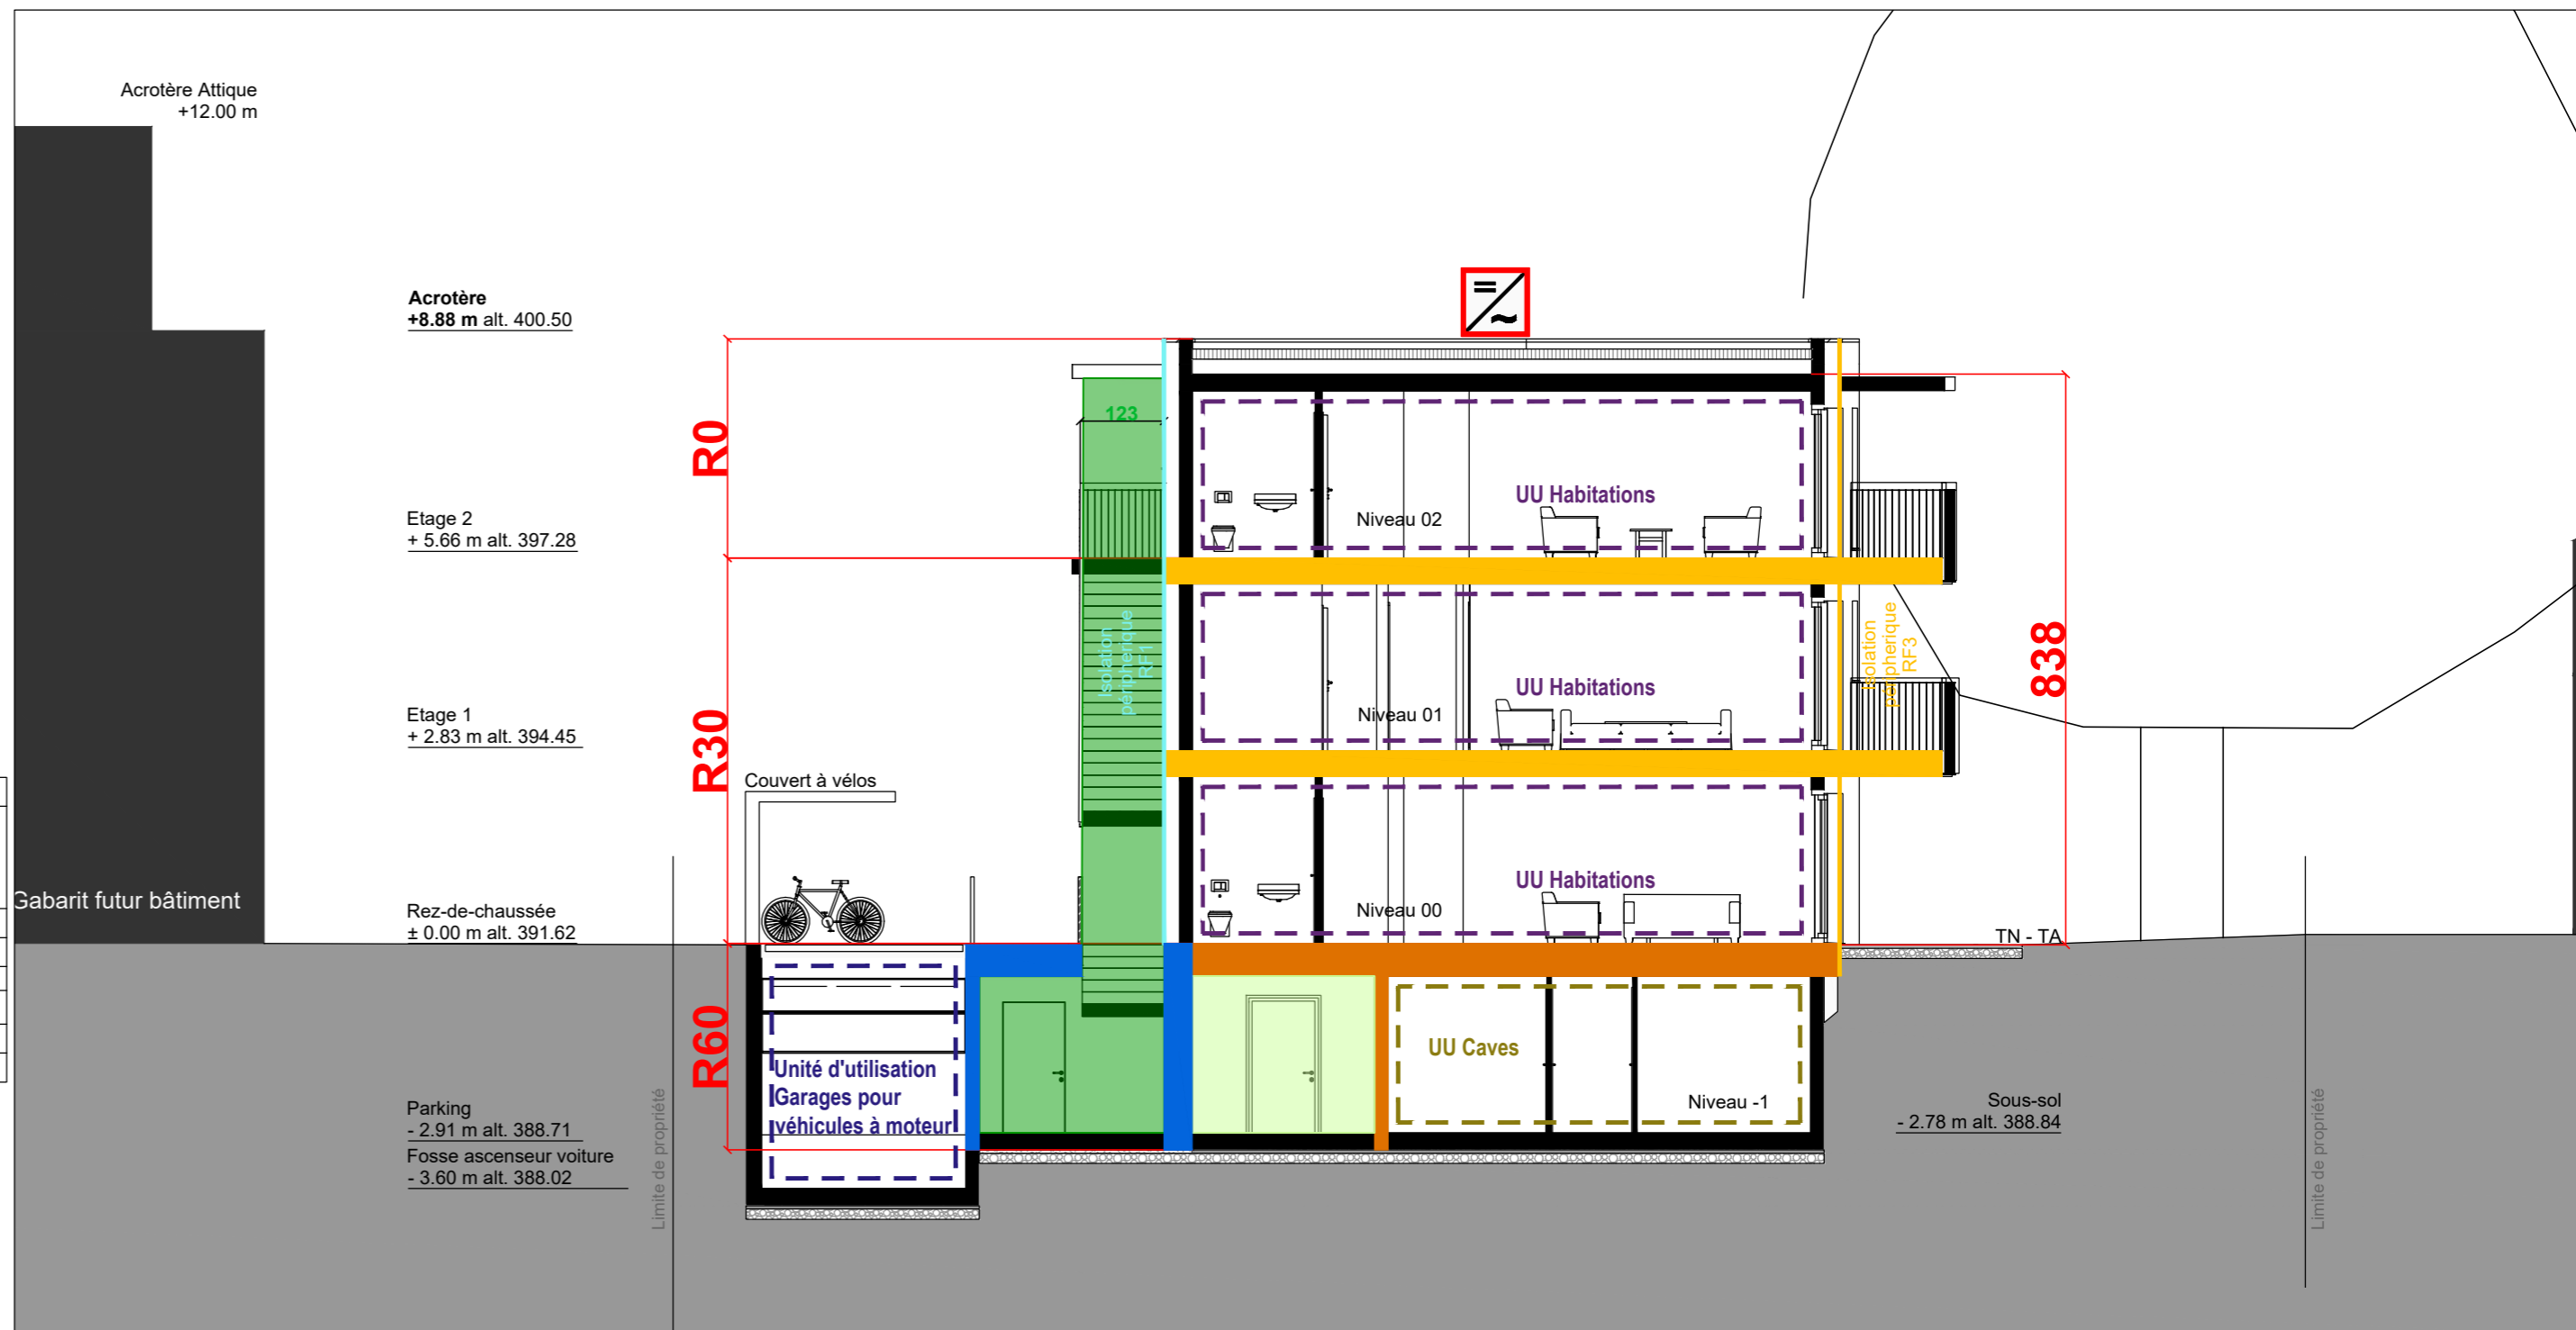 Acrotère Attique
+12.00 m
Acrotère
+8.88 m alt. 400.50
R0
123
UU Habitations
Niveau 02
Etage 2
+ 5.66 m alt. 397.28
Isolation
périphérique
RF1
Isolation
périphérique
RF3
838
R30
UU Habitations
Niveau 01
Etage 1
+ 2.83 m alt. 394.45
Couvert à vélos
UU Habitations
Niveau 00
Gabarit futur bâtiment
Rez-de-chaussée
± 0.00 m alt. 391.62
TN - TA
R60
Unité d'utilisation
Garages pour
véhicules à moteur
UU Caves
Niveau -1
Parking
- 2.91 m alt. 388.71
Fosse ascenseur voiture
- 3.60 m alt. 388.02
Limite de propriété
Sous-sol
- 2.78 m alt. 388.84
Limite de propriété